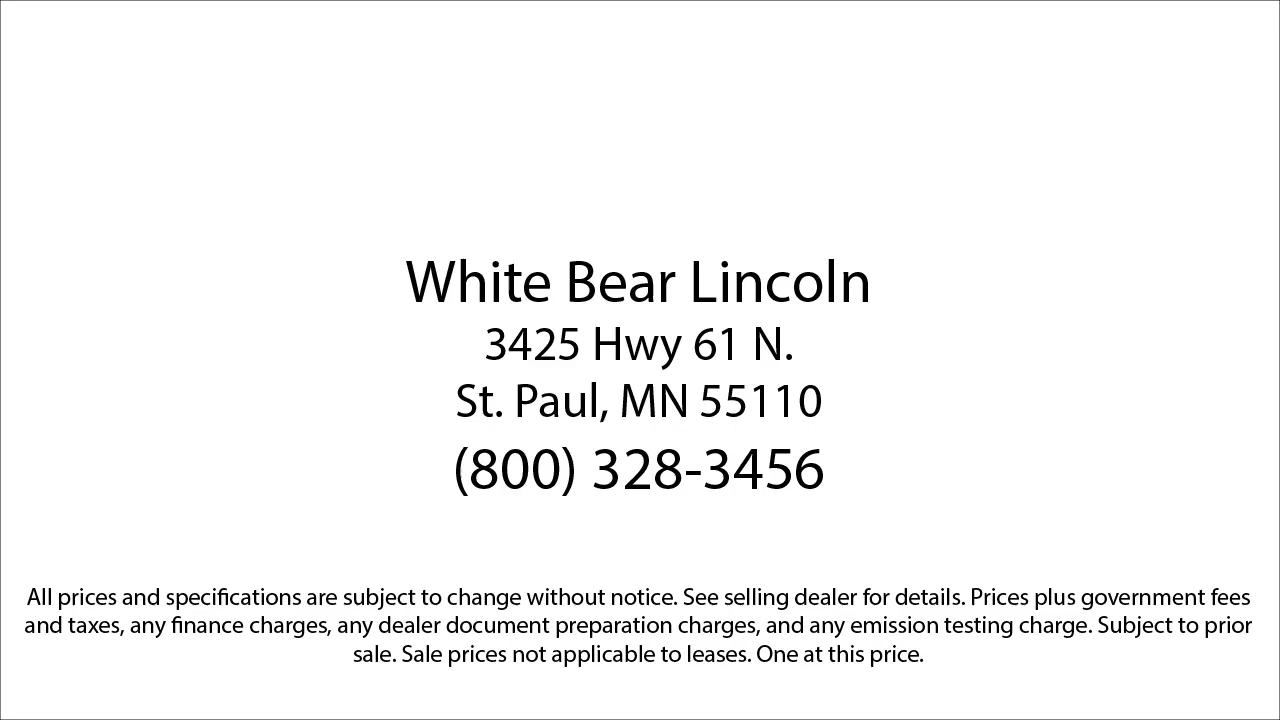 White Bear Lincoln
3425 Hwy 61 N.
St. Paul, MN 55110
(800) 328-3456
All prices and specifications are subject to change without notice. See selling dealer for details. Prices plus government fees
and taxes, any finance charges, any dealer document preparation charges, and any emission testing charge. Subject to prior
sale. Sale prices not applicable to leases. One at this price.